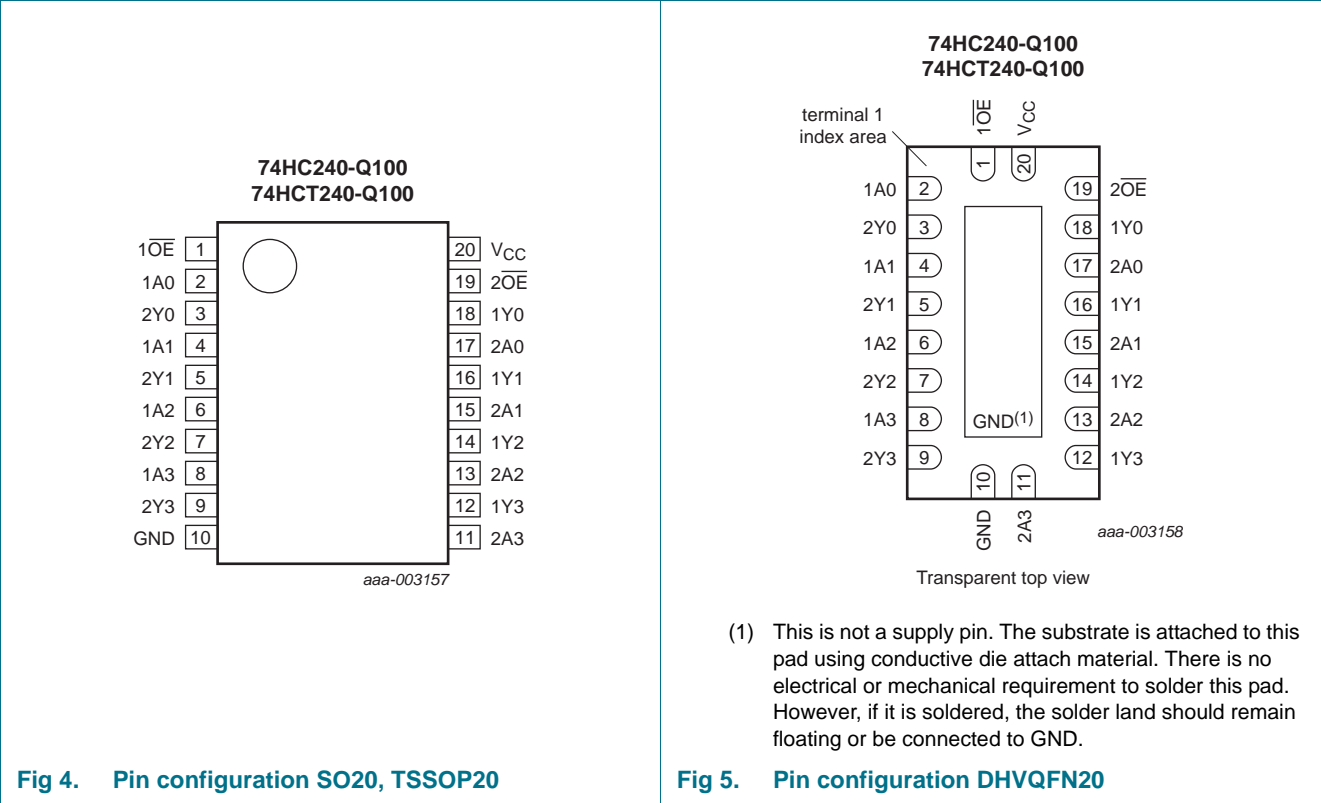 74HC240-Q100
74HCT240-Q100
1OE 1
20 VCC
1A0 2
19 2OE
2Y0 3
18 1Y0
1A1 4
17 2A0
2Y1 5
16 1Y1
1A2 6
15 2A1
2Y2 7
14 1Y2
1A3 8
13 2A2
2Y3 9
12 1Y3
GND 10
11 2A3
aaa-003157
Fig 4. Pin configuration SO20, TSSOP20
74HC240-Q100
74HCT240-Q100
terminal 1
index area
1OE
VCC
1
20
1A0 2
19 2OE
2Y0 3
18 1Y0
1A1 4
17 2A0
2Y1 5
16 1Y1
1A2 6
15 2A1
2Y2 7
14 1Y2
1A3 8
GND(1)
13 2A2
2Y3 9
12 1Y3
10
11
GND
2A3
aaa-003158
Transparent top view
(1) This is not a supply pin. The substrate is attached to this
pad using conductive die attach material. There is no
electrical or mechanical requirement to solder this pad.
However, if it is soldered, the solder land should remain
floating or be connected to GND.
Fig 5. Pin configuration DHVQFN20